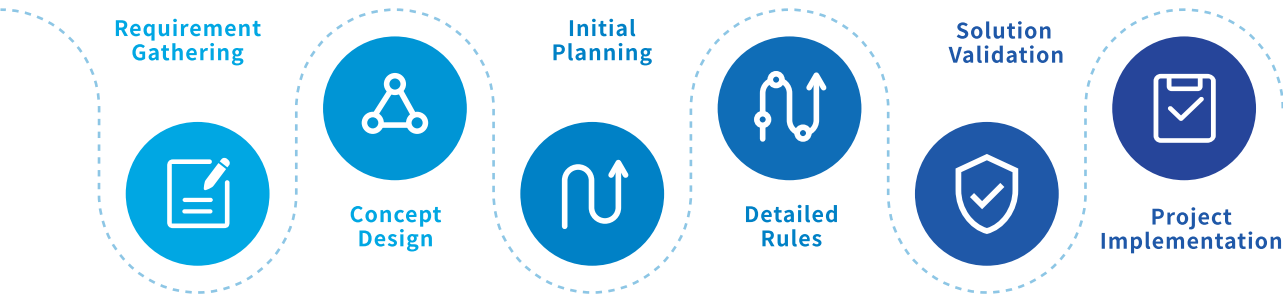 Requirement
Gathering
Concept
Design
Initial
Planning
Detailed
Rules
Solution
Validation
Project
Implementation